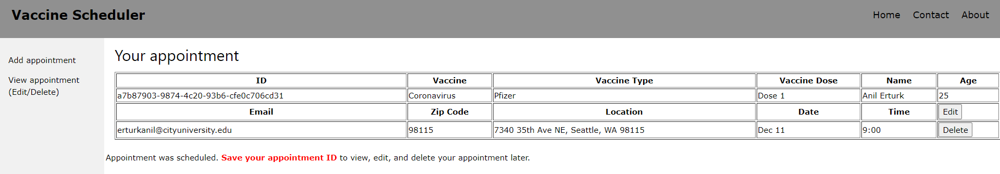 Vaccine Scheduler
Home Contact About
Add appointment
View appointment
(Edit/Delete)
Your appointment
ID Vaccine Vaccine Type Vaccine Dose Name Age
a7b87903-9874-4c20-93b6-cfe0c706cd31 Coronavirus Pfizer Dose 1 Anil Erturk 25
Email Zip Code Location Date Time Edit
erturkanil@cityuniversity.edu 98115 7340 35th Ave NE, Seattle, WA 98115 Dec 11 9:00 Delete
Appointment was scheduled. Save your appointment ID to view, edit, and delete your appointment later.